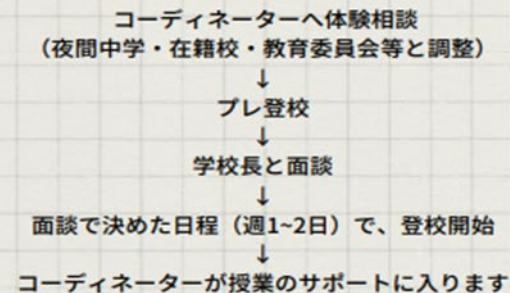 コーディネーターへ体験相談
（夜間中学・在籍校・教育委員会等と調整）
↓
プレ登校
↓
学校長と面談
↓
面談で決めた日程（週1~2日）で、登校開始
↓
コーディネーターが授業のサポートに入ります